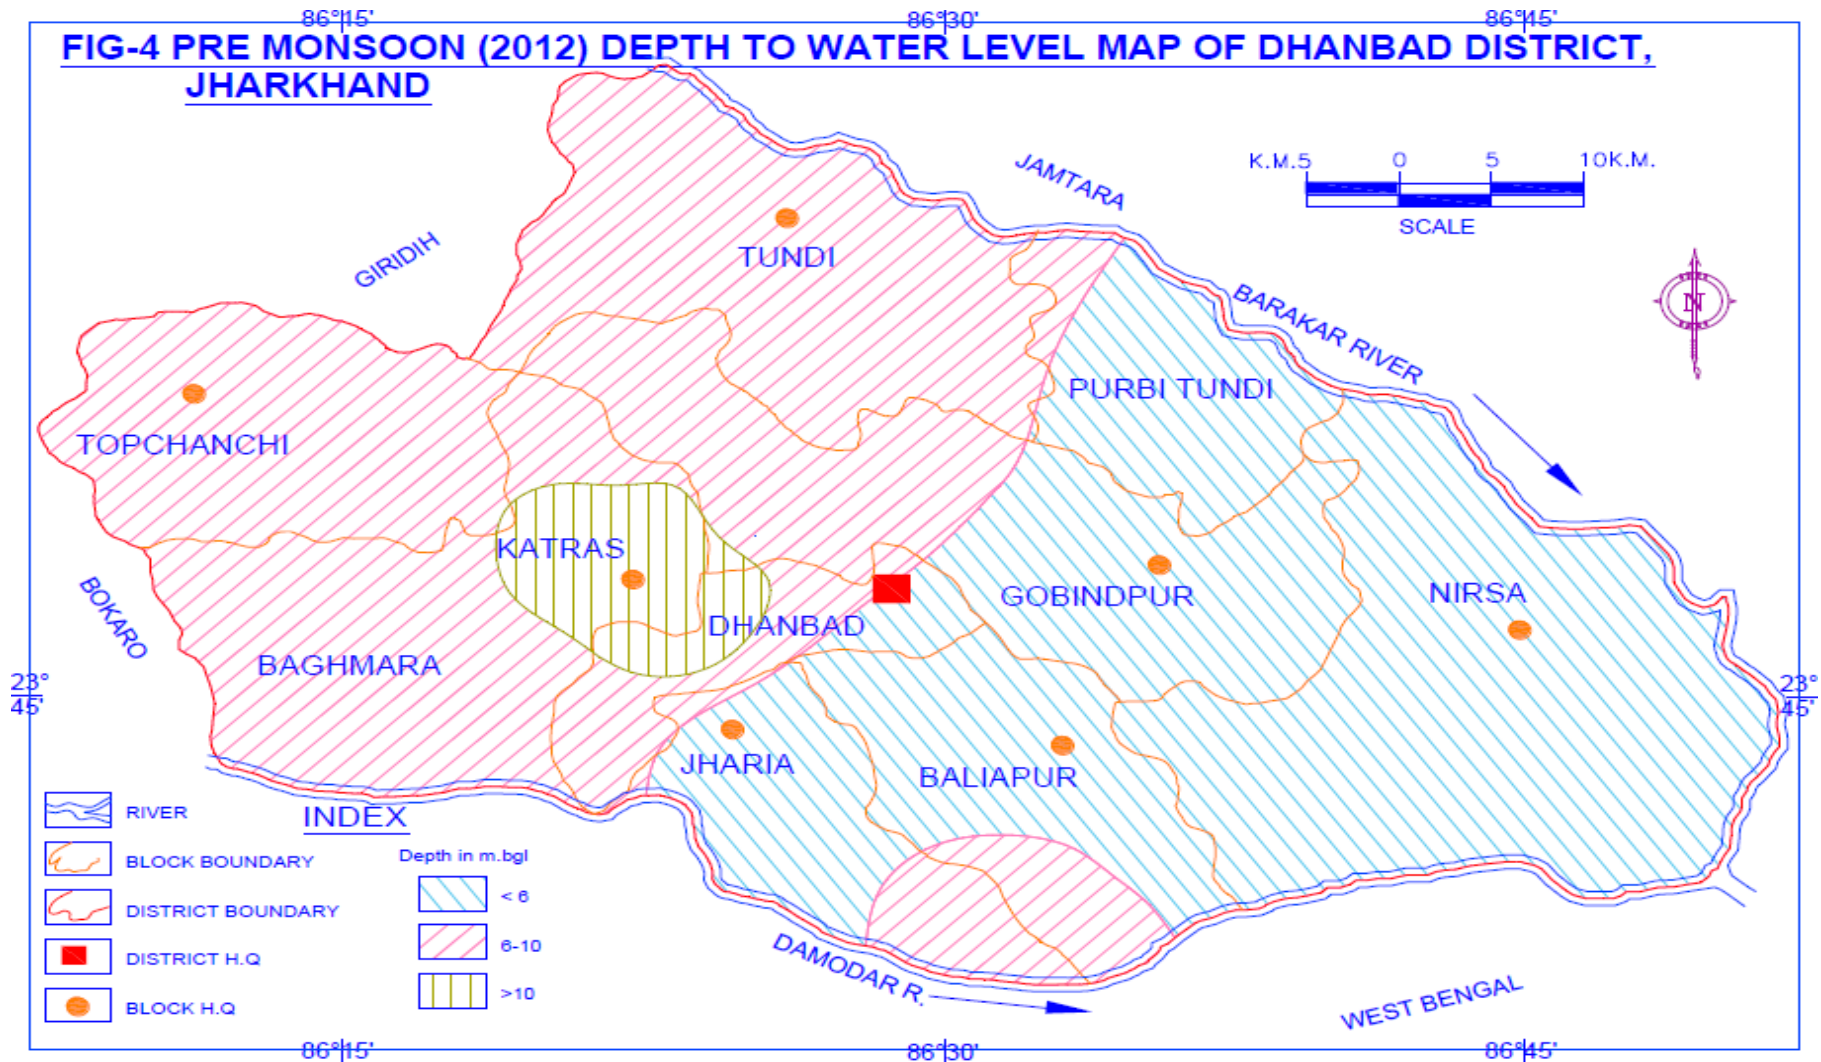 86°15' 86°30' 86°45'
FIG-4 PRE MONSOON (2012) DEPTH TO WATER LEVEL MAP OF DHANBAD DISTRICT,
JHARKHAND
K.M.5 0 5 10K.M.
SCALE
N
JAMTARA
GIRIDIH
TUNDI
BARAKAR RIVER
PURBI TUNDI
TOPCHANCHI
KATRAS
BOKARO
DHANBAD
GOBINDPUR
NIRSA
BAGHMARA
23°
45'
23°
45'
JHARIA
BALIAPUR
INDEX
RIVER
BLOCK BOUNDARY
DISTRICT BOUNDARY
DISTRICT H.Q
BLOCK H.Q
Depth in m.bgl
< 6
6-10
>10
DAMODAR R.
WEST BENGAL
86°15' 86°30' 86°45'